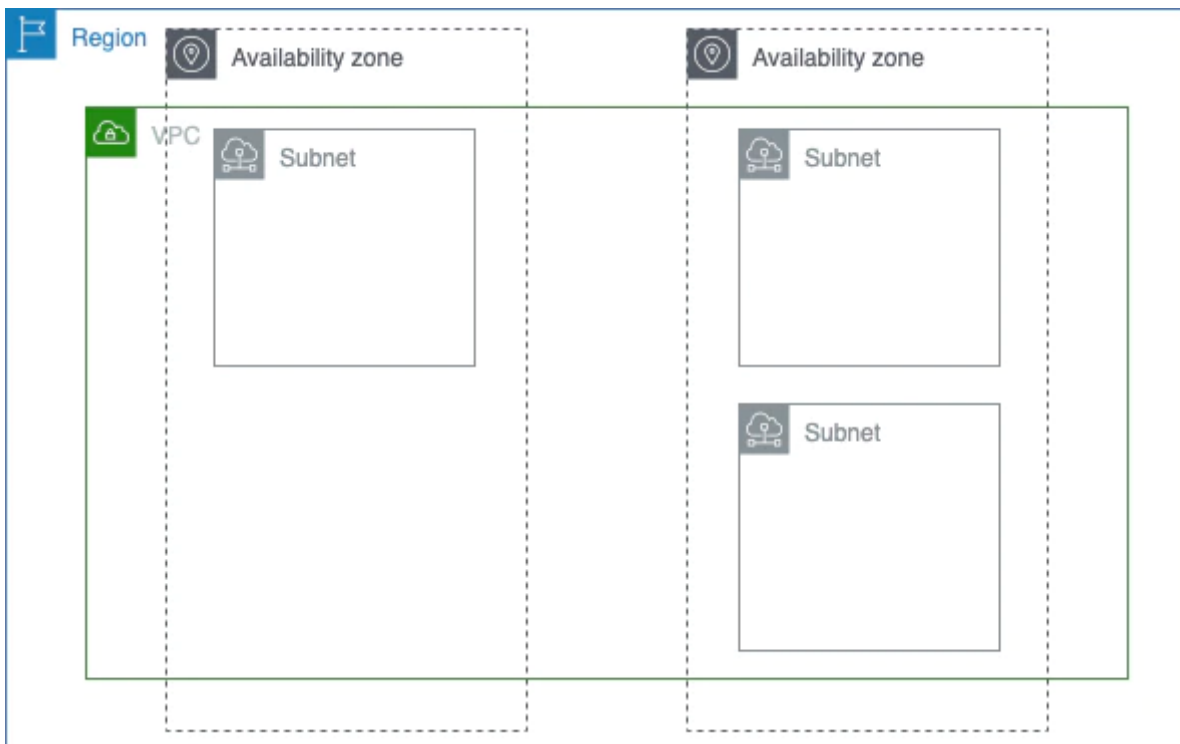 Region
Availability zone
Availability zone
VPC
Subnet
Subnet
Subnet